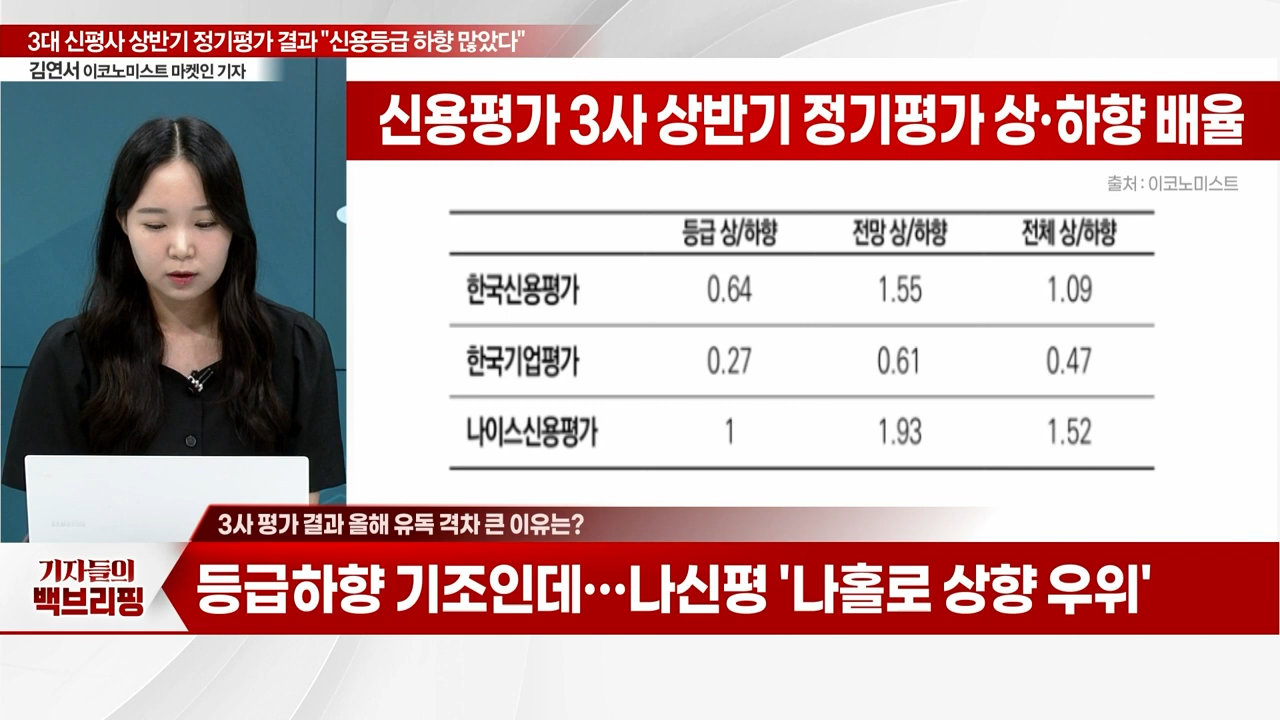 3대 신평사 상반기 정기평가 결과 "신용등급 하향 많았다"
김연서 이코노미스트 마켓인 기자
신용평가 3사 상반기 정기평가 상·하향 배율
출처 : 이코노미스트
등급 상/하향 전망 상/하향 전체 상/하향
한국신용평가 0.64 1.55 1.09
한국기업평가 0.27 0.61 0.47
나이스신용평가 1 1.93 1.52
SAMSUNG
3사 평가 결과 올해 유독 격차 큰 이유는?
기자들의
백브리핑
등급하향 기조인데…나신평 '나홀로 상향 우위'